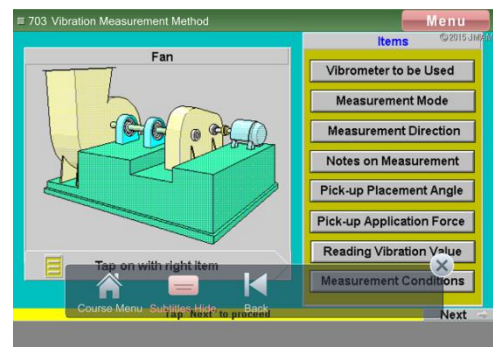 703 Vibration Measurement Method
Menu
©2015 JMAM
Items
Fan
Vibrometer to be Used
Measurement Mode
Measurement Direction
Notes on Measurement
Pick-up Placement Angle
Pick-up Application Force
Reading Vibration Value
Measurement Conditions
Tap on with right item
Course Menu
Subtitles Hide
Back
Tap 'Next' to proceed
Next